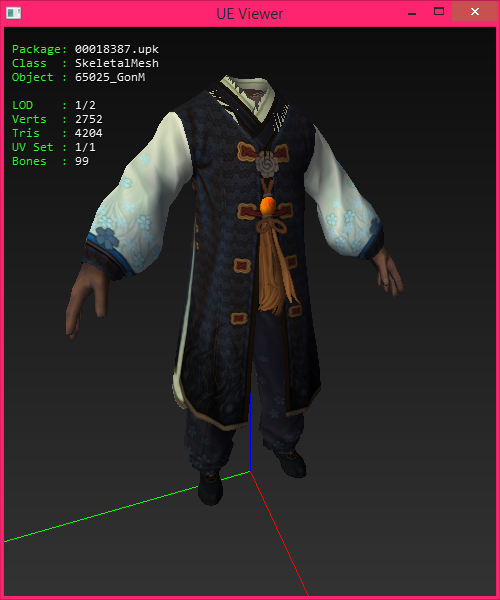 UE Viewer
Package: 00018387.upk
Class  : SkeletalMesh
Object : 65025_GonM
LOD    : 1/2
Verts  : 2752
Tris   : 4204
UV Set : 1/1
Bones  : 99